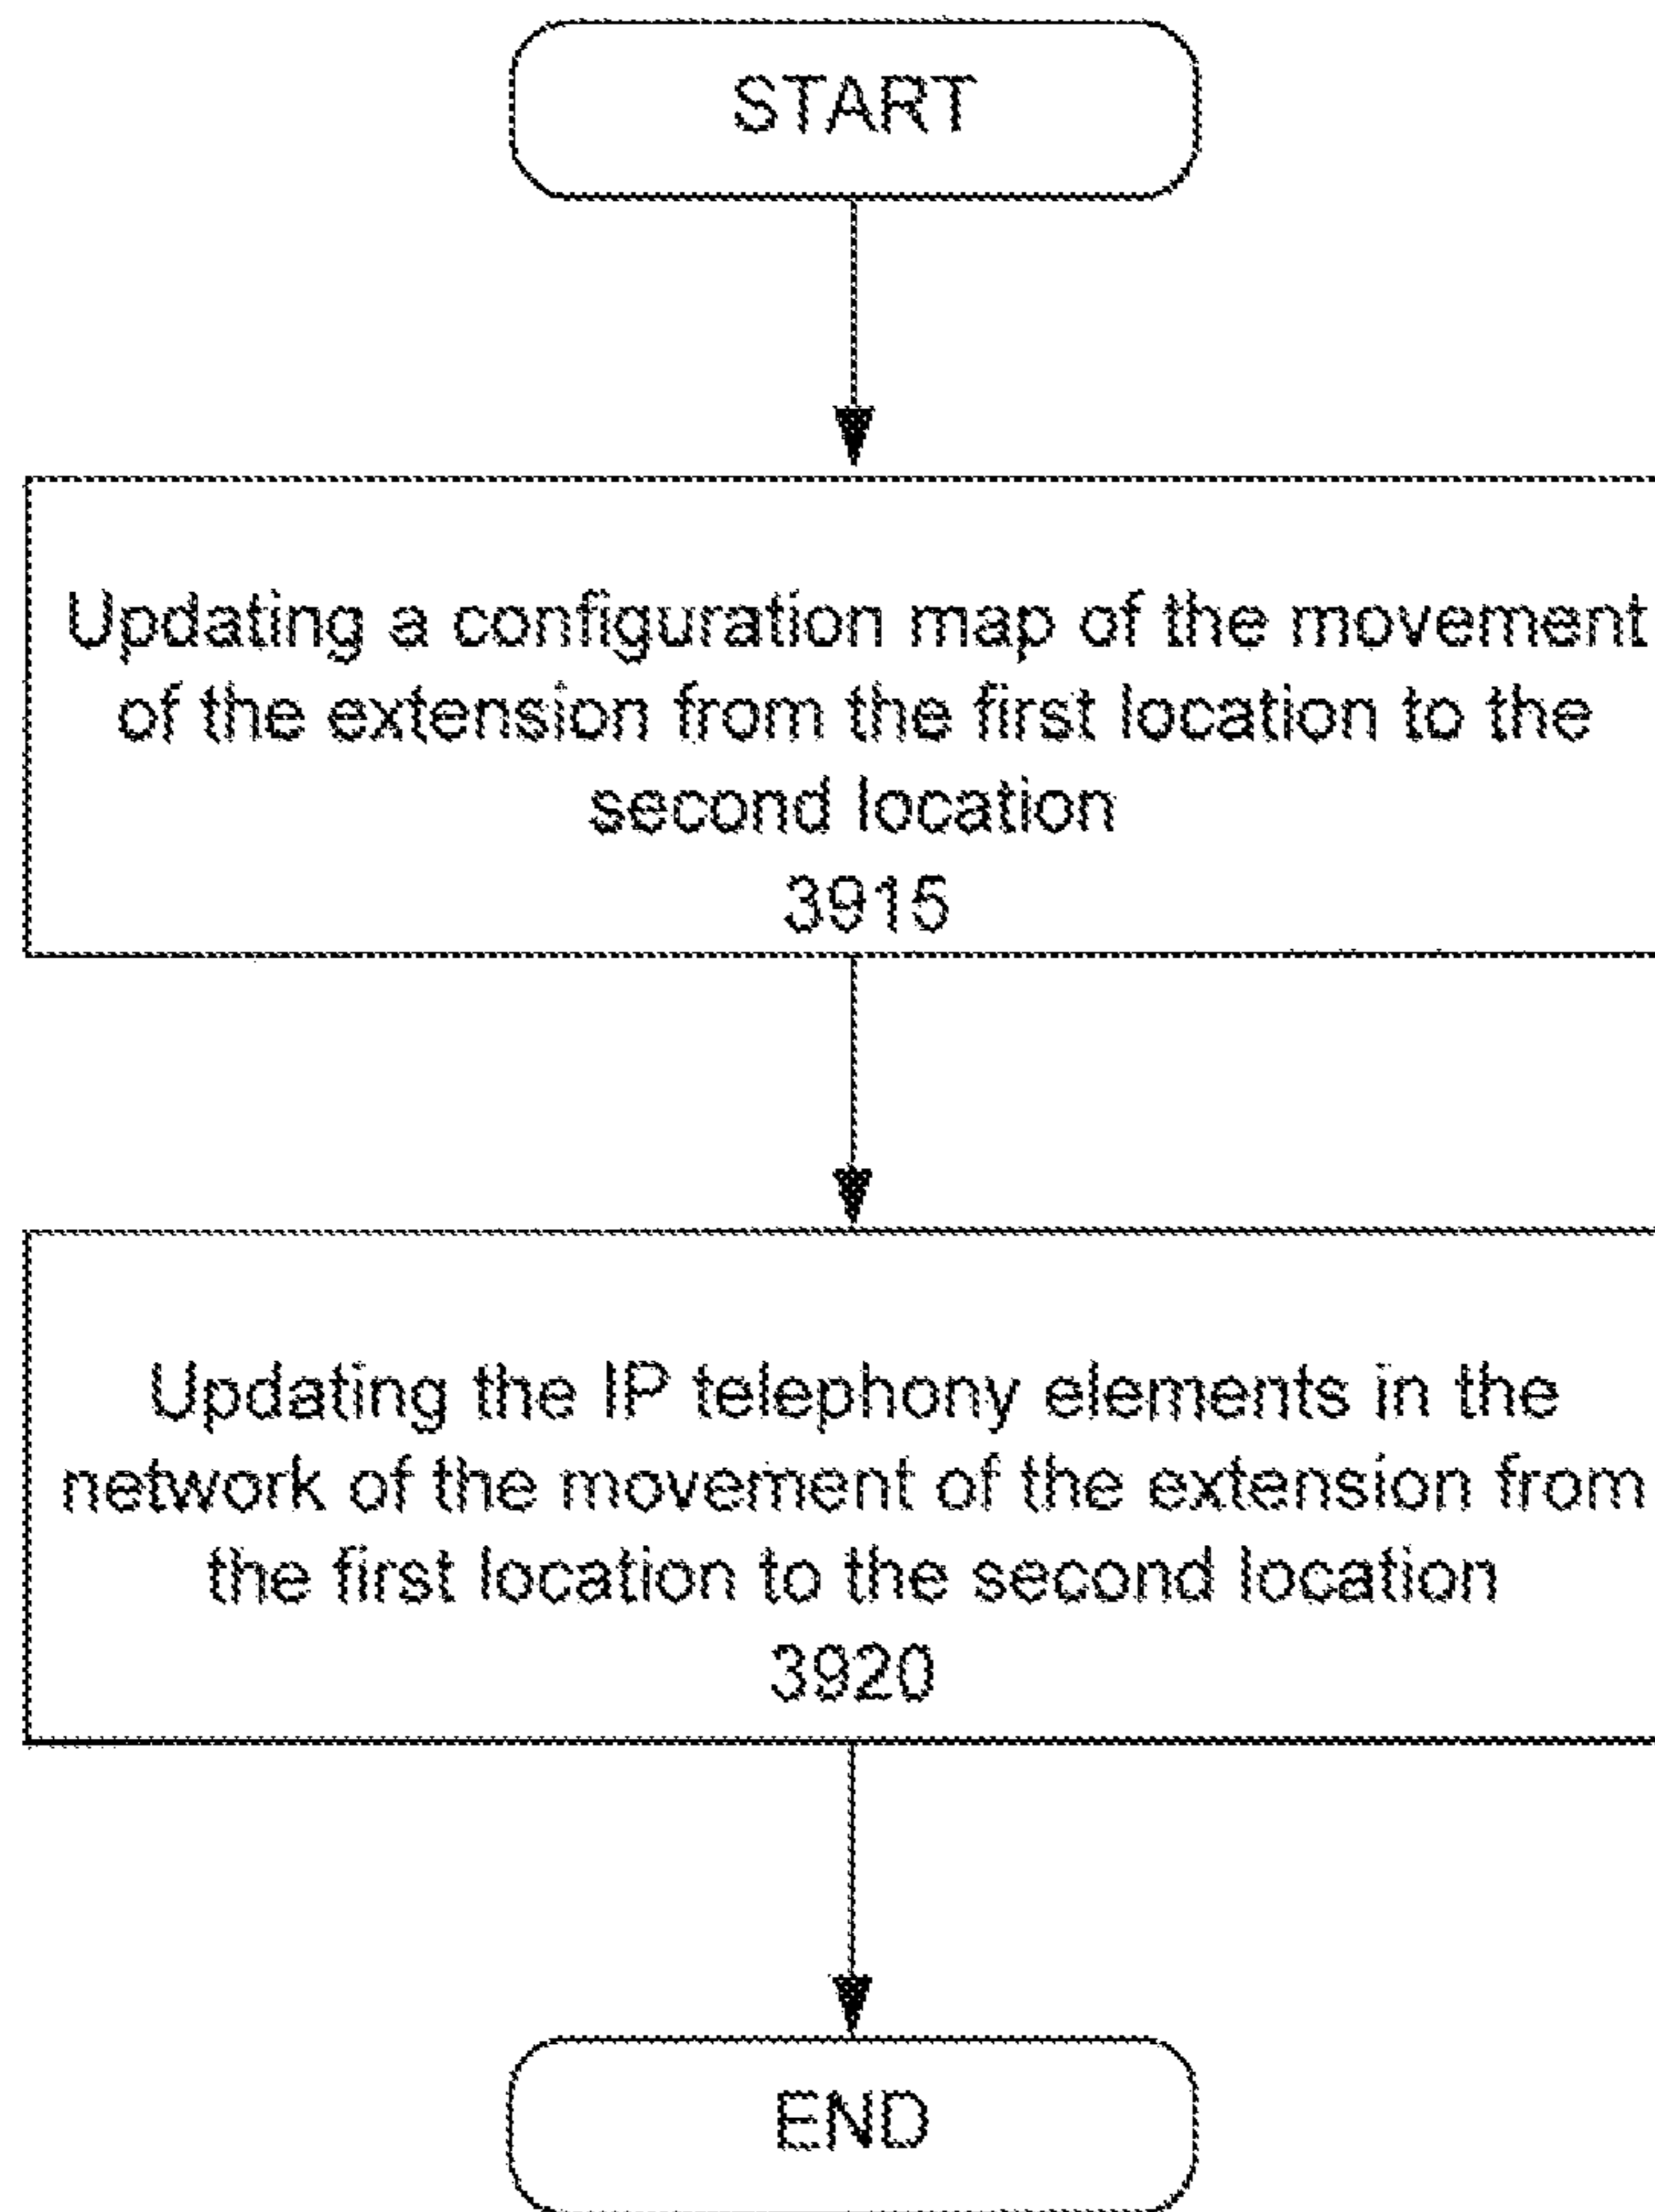 START
Updating a configuration map of the movement
of the extension from the first location to the
second location
3915
Updating the IP telephony elements in the
network of the movement of the extension from
the first location to the second location
3920
END